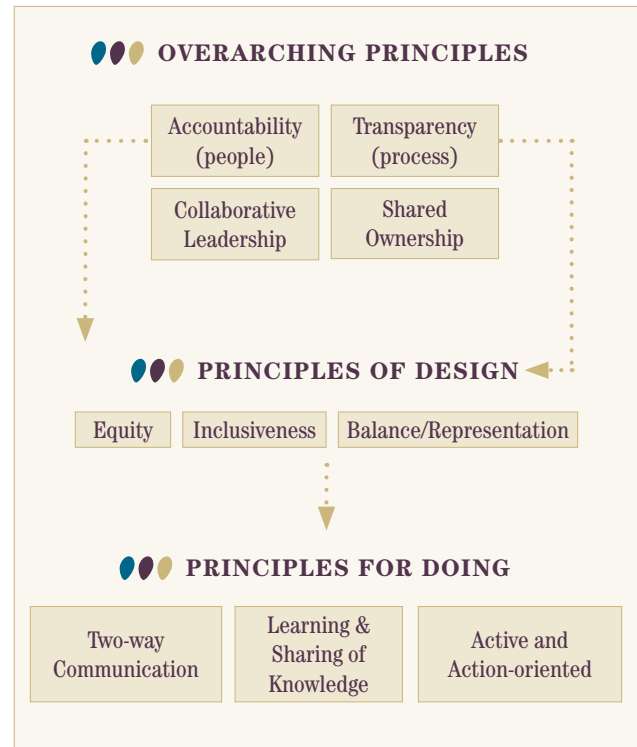 OVERARCHING PRINCIPLES
Accountability
(people)
Transparency
(process)
Collaborative
Leadership
Shared
Ownership
PRINCIPLES OF DESIGN
Equity
Inclusiveness
Balance/Representation
PRINCIPLES FOR DOING
Two-way
Communication
Learning &
Sharing of
Knowledge
Active and
Action-oriented